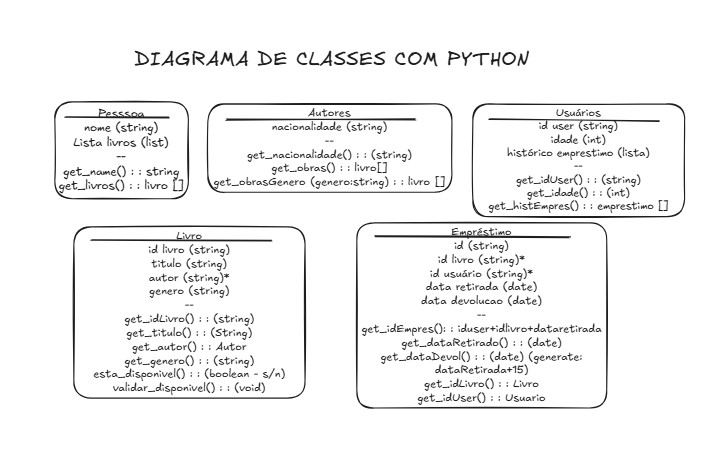 DIAGRAMA DE CLASSES COM PYTHON
Pesssoa
nome (string)
Lista livros (list)
--
get_name() : : string
get_livros() : : livro []
Autores
nacionalidade (string)
--
get_nacionalidade() : : (string)
get_obras() : : livro[]
get_obrasGenero (genero:string) : : livro []
Usuários
id user (string)
idade (int)
histórico emprestimo (lista)
--
get_idUser() : : (string)
get_idade() : : (int)
get_histEmpres() : : emprestimo []
Livro
id livro (string)
titulo (string)
autor (string)*
genero (string)
--
get_idLivro() : : (string)
get_titulo() : : (String)
get_autor() : : Autor
get_genero() : : (string)
esta_disponivel() : : (boolean - s/n)
validar_disponivel() : : (void)
Empréstimo
id (string)
id livro (string)*
id usuário (string)*
data retirada (date)
data devolucao (date)
--
get_idEmpres(): : iduser+idlivro+dataretirada
get_dataRetirado() : : (date)
get_dataDevol() : : (date) (generate:
dataRetirada+15)
get_idLivro() : : Livro
get_idUser() : : Usuario